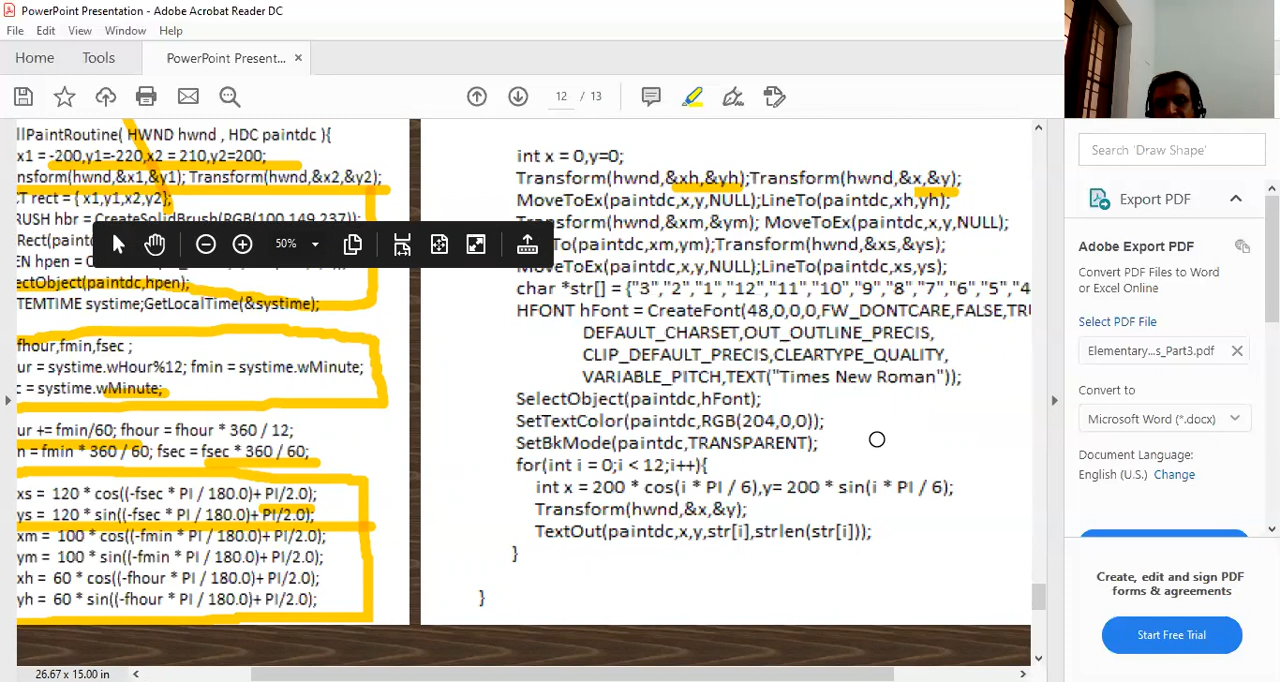 PowerPoint Presentation - Adobe Acrobat Reader DC
File Edit View Window Help
Home Tools PowerPoint Present... ×
12 / 13
llPaintRoutine( HWND hwnd , HDC paintdc ){
x1 = -200,y1=-220,x2 = 210,y2=200;
nsform(hwnd,&x1,&y1); Transform(hwnd,&x2,&y2);
CT rect = { x1,y1,x2,y2};
RUSH hbr = CreateSolidBrush(RGB(100,149,237));
Rect(paint
EN hpen = C
ectObject(paintdc,hpen);
TEMTIME systime;GetLocalTime(&systime);
fhour,fmin,fsec ;
ur = systime.wHour%12; fmin = systime.wMinute;
c = systime.wMinute;
ur += fmin/60; fhour = fhour * 360 / 12;
n = fmin * 360 / 60; fsec = fsec * 360 / 60;
xs = 120 * cos((-fsec * PI / 180.0)+ PI/2.0);
ys = 120 * sin((-fsec * PI / 180.0)+ PI/2.0);
xm = 100 * cos((-fmin * PI / 180.0)+ PI/2.0);
ym = 100 * sin((-fmin * PI / 180.0)+ PI/2.0);
xh = 60 * cos((-fhour * PI / 180.0)+ PI/2.0);
yh = 60 * sin((-fhour * PI / 180.0)+ PI/2.0);
50%
int x = 0,y=0;
Transform(hwnd,&xh,&yh);Transform(hwnd,&x,&y);
MoveToEx(paintdc,x,y,NULL);LineTo(paintdc,xh,yh);
Transform(hwnd,&xm,&ym); MoveToEx(paintdc,x,y,NULL);
To(paintdc,xm,ym);Transform(hwnd,&xs,&ys);
MoveToEx(paintdc,x,y,NULL);LineTo(paintdc,xs,ys);
char *str[] = {"3","2","1","12","11","10","9","8","7","6","5","4
HFONT hFont = CreateFont(48,0,0,0,FW_DONTCARE,FALSE,TRU
DEFAULT_CHARSET,OUT_OUTLINE_PRECIS,
CLIP_DEFAULT_PRECIS,CLEARTYPE_QUALITY,
VARIABLE_PITCH,TEXT("Times New Roman"));
SelectObject(paintdc,hFont);
SetTextColor(paintdc,RGB(204,0,0));
SetBkMode(paintdc,TRANSPARENT);
for(int i = 0;i < 12;i++){
int x = 200 * cos(i * PI / 6),y= 200 * sin(i * PI / 6);
Transform(hwnd,&x,&y);
TextOut(paintdc,x,y,str[i],strlen(str[i]));
}
}
26.67 x 15.00 in
Search 'Draw Shape'
Export PDF
Adobe Export PDF
Convert PDF Files to Word
or Excel Online
Select PDF File
Elementary...s_Part3.pdf
Convert to
Microsoft Word (*.docx)
Document Language:
English (U.S.) Change
Create, edit and sign PDF
forms & agreements
Start Free Trial